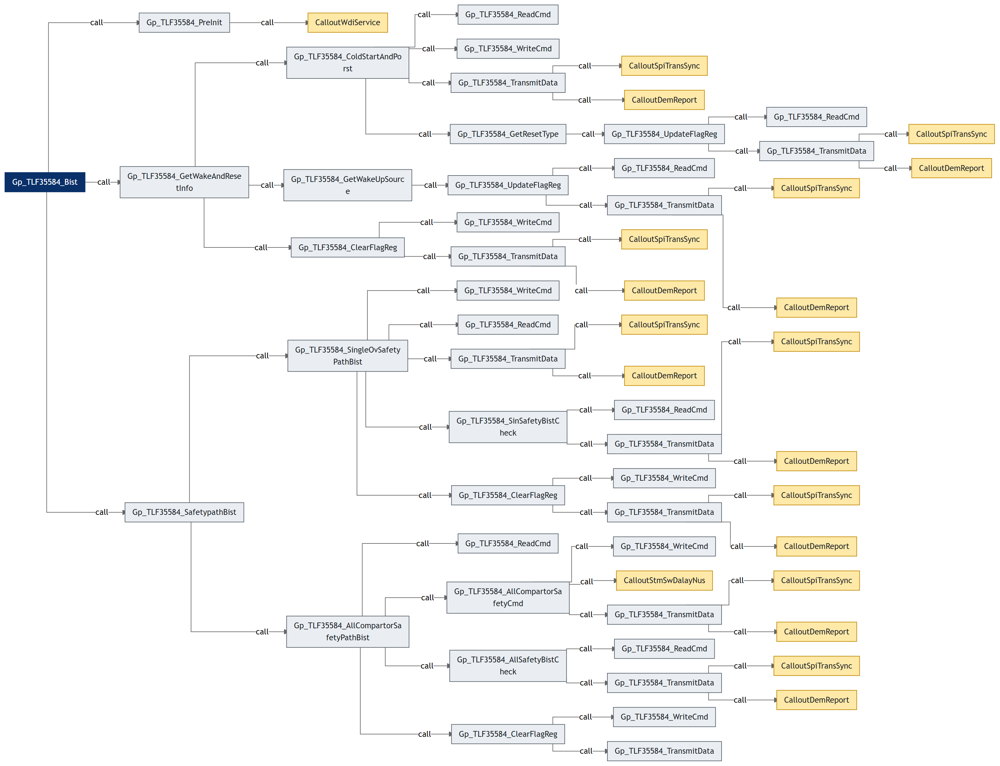 call
Gp_TLF35584_ReadCmd
call
Gp_TLF35584_PreInit
call
CalloutWdiService
call
Gp_TLF35584_WriteCmd
call
Gp_TLF35584_ColdStartAndPo
rst
call
CalloutSpiTransSync
call
Gp_TLF35584_TransmitData
call
CalloutDemReport
call
Gp_TLF35584_ReadCmd
call
Gp_TLF35584_GetResetType
call
Gp_TLF35584_UpdateFlagReg
call
CalloutSpiTransSync
call
Gp_TLF35584_TransmitData
call
Gp_TLF35584_ReadCmd
call
CalloutDemReport
Gp_TLF35584_Bist
call
Gp_TLF35584_GetWakeAndRese
tInfo
call
Gp_TLF35584_GetWakeUpSourc
e
call
Gp_TLF35584_UpdateFlagReg
call
CalloutSpiTransSync
call
Gp_TLF35584_TransmitData
call
Gp_TLF35584_WriteCmd
call
CalloutSpiTransSync
call
Gp_TLF35584_ClearFlagReg
call
Gp_TLF35584_TransmitData
call
Gp_TLF35584_WriteCmd
call
CalloutDemReport
call
CalloutDemReport
call
Gp_TLF35584_ReadCmd
call
CalloutSpiTransSync
call
CalloutSpiTransSync
call
Gp_TLF35584_SingleOvSafety
PathBist
call
Gp_TLF35584_TransmitData
call
CalloutDemReport
call
Gp_TLF35584_ReadCmd
call
Gp_TLF35584_SinSafetyBistC
heck
call
Gp_TLF35584_TransmitData
call
CalloutDemReport
call
Gp_TLF35584_WriteCmd
call
Gp_TLF35584_ClearFlagReg
call
CalloutSpiTransSync
call
Gp_TLF35584_SafetypathBist
call
Gp_TLF35584_TransmitData
call
Gp_TLF35584_ReadCmd
call
Gp_TLF35584_WriteCmd
call
CalloutDemReport
call
CalloutStmSwDalayNus
call
CalloutSpiTransSync
call
Gp_TLF35584_AllCompartorSa
fetyCmd
call
Gp_TLF35584_TransmitData
call
Gp_TLF35584_AllCompartorSa
fetyPathBist
call
CalloutDemReport
call
Gp_TLF35584_ReadCmd
call
Gp_TLF35584_AllSafetyBistC
heck
call
CalloutSpiTransSync
call
Gp_TLF35584_TransmitData
call
CalloutDemReport
call
Gp_TLF35584_WriteCmd
call
Gp_TLF35584_ClearFlagReg
call
Gp_TLF35584_TransmitData